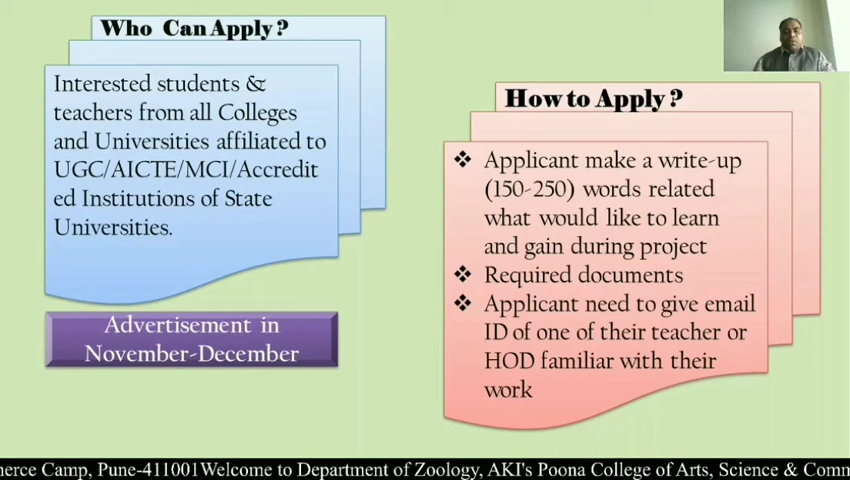 Who Can Apply ?
Interested students &
teachers from all Colleges
and Universities affiliated to
UGC/AICTE/MCI/Accredit
ed Institutions of State
Universities.
Advertisement in
November-December
How to Apply ?
❖ Applicant make a write-up
(150-250) words related
what would like to learn
and gain during project
❖ Required documents
❖ Applicant need to give email
ID of one of their teacher or
HOD familiar with their
work
Camp, Pune-411001Welcome to Department of Zoology, AKI's Poona College of Arts, Science &